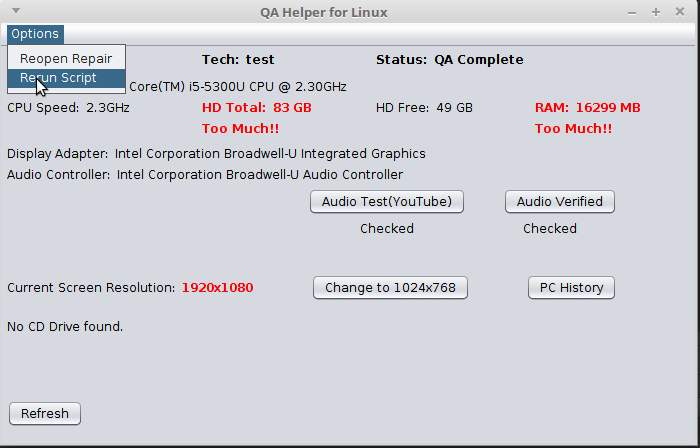 QA Helper for Linux
Options
Reopen Repair
Rerun Script
Tech: test Status: QA Complete
Core(TM) i5-5300U CPU @ 2.30GHz
CPU Speed: 2.3GHz HD Total: 83 GB HD Free: 49 GB RAM: 16299 MB
Too Much!! Too Much!!
Display Adapter: Intel Corporation Broadwell-U Integrated Graphics
Audio Controller: Intel Corporation Broadwell-U Audio Controller
Audio Test(YouTube) Audio Verified
Checked Checked
Current Screen Resolution: 1920x1080 Change to 1024x768 PC History
No CD Drive found.
Refresh